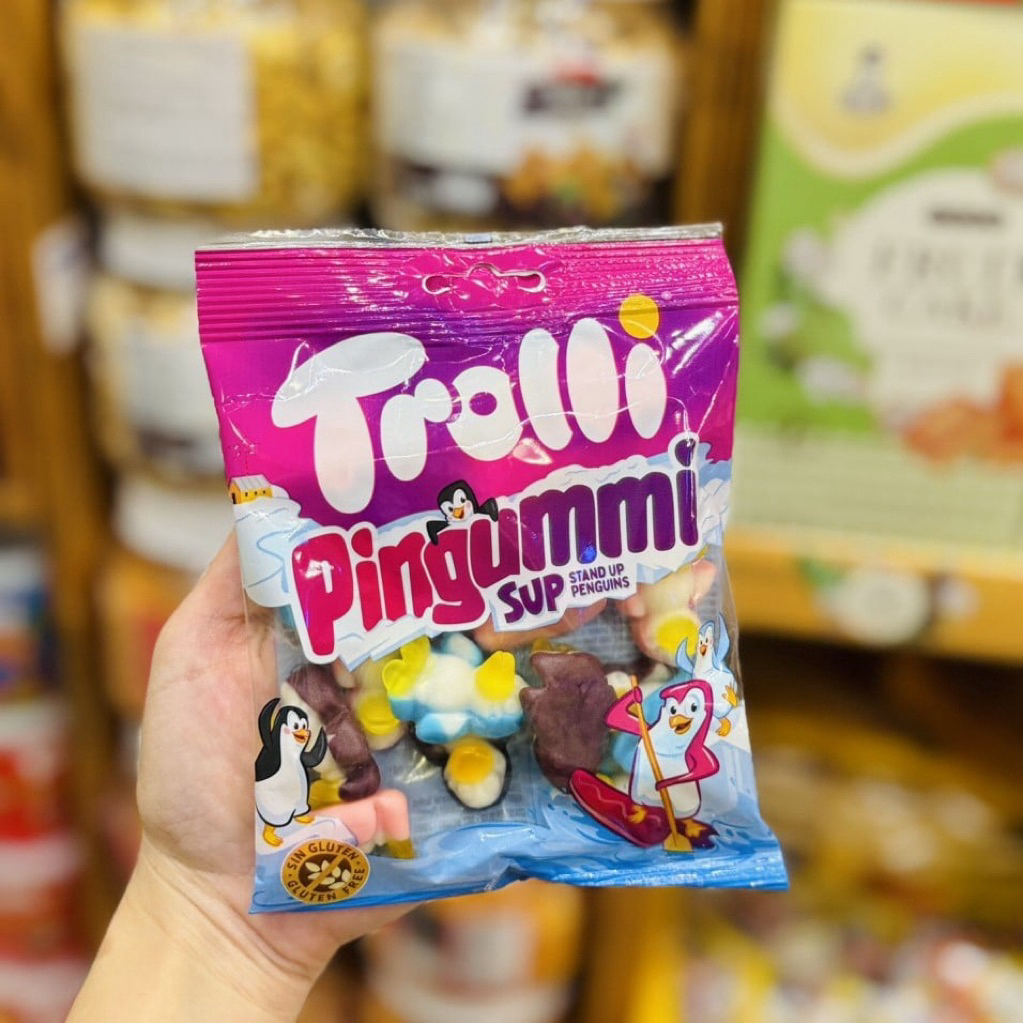 Trolli
Pingummi
SUP
STAND UP
PENGUINS
SIN GLUTEN
GLUTEN FREE